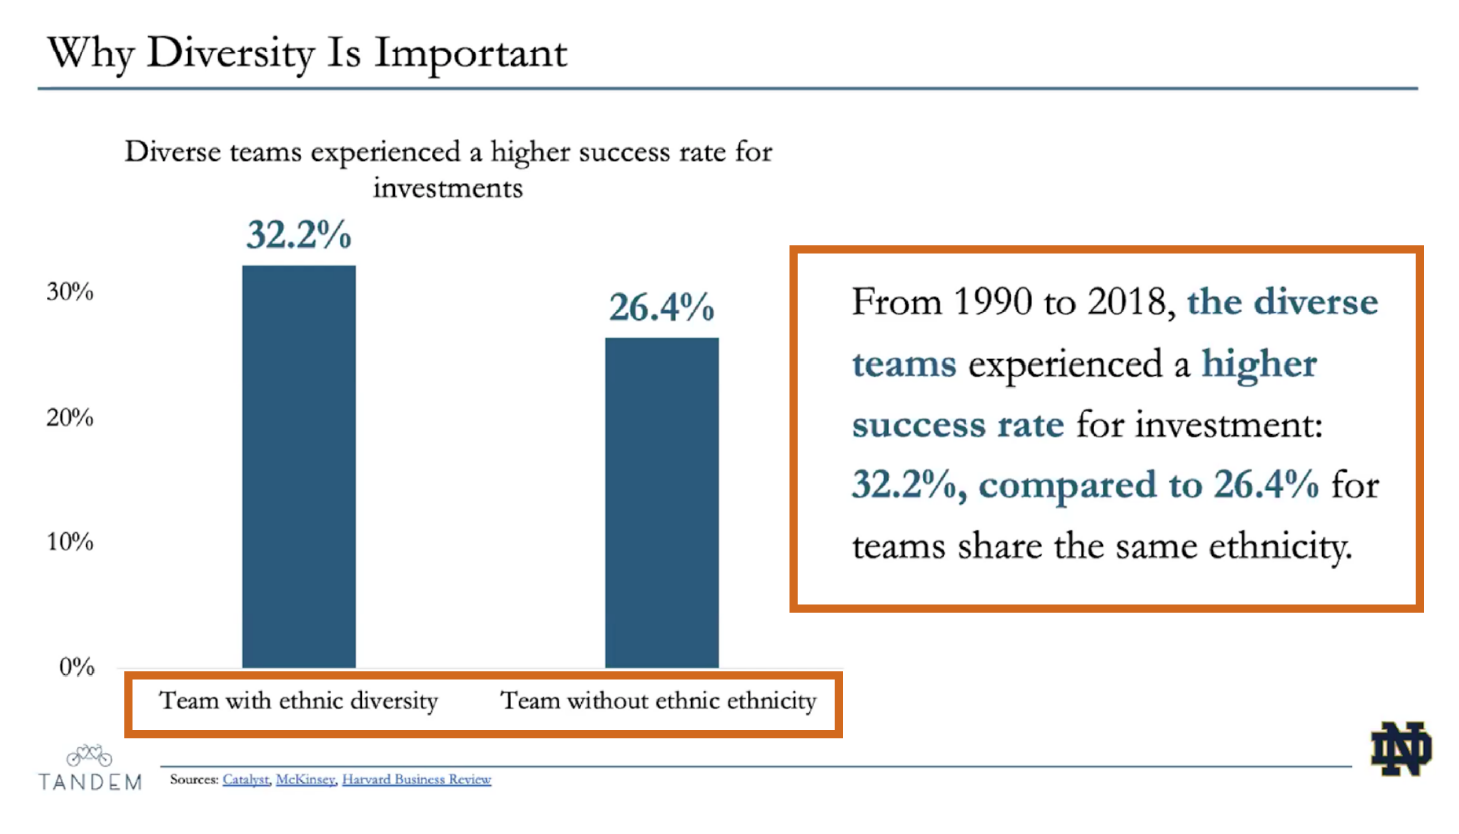 Why Diversity Is Important
Diverse teams experienced a higher success rate for
investments
32.2%
26.4%
30%
20%
10%
0%
Team with ethnic diversity
Team without ethnic ethnicity
From 1990 to 2018, the diverse
teams experienced a higher
success rate for investment:
32.2%, compared to 26.4% for
teams share the same ethnicity.
TANDEM
Sources: Catalyst, McKinsey, Harvard Business Review
ND